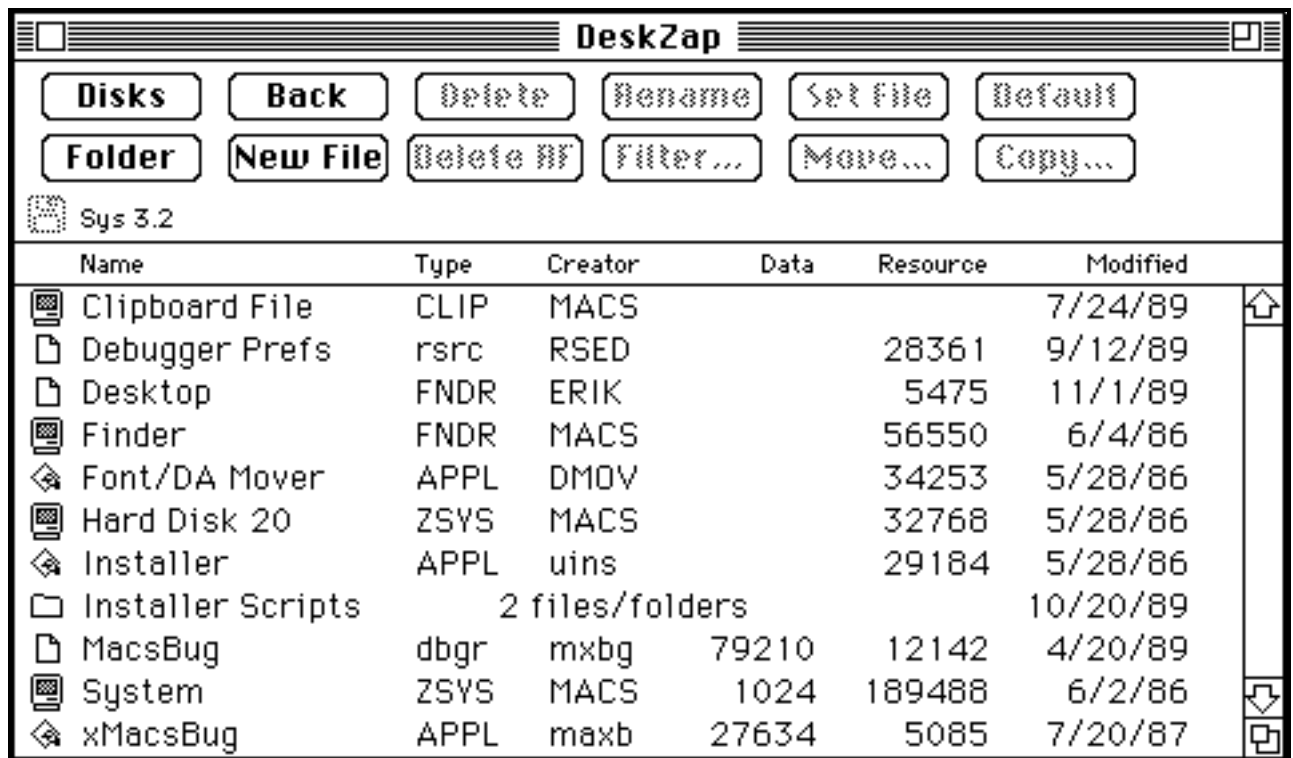 DeskZap
Disks Back Delete Rename Set File Default
Folder New File Delete RF Filter... Move... Copy...
Sys 3.2
Name Type Creator Data Resource Modified
Clipboard File CLIP MACS 7/24/89
Debugger Prefs rsrc RSED 28361 9/12/89
Desktop FNDR ERIK 5475 11/1/89
Finder FNDR MACS 56550 6/4/86
Font/DA Mover APPL DMOV 34253 5/28/86
Hard Disk 20 ZSYS MACS 32768 5/28/86
Installer APPL uins 29184 5/28/86
Installer Scripts 2 files/folders 10/20/89
MacsBug dbgr mxbg 79210 12142 4/20/89
System ZSYS MACS 1024 189488 6/2/86
xMacsBug APPL maxb 27634 5085 7/20/87